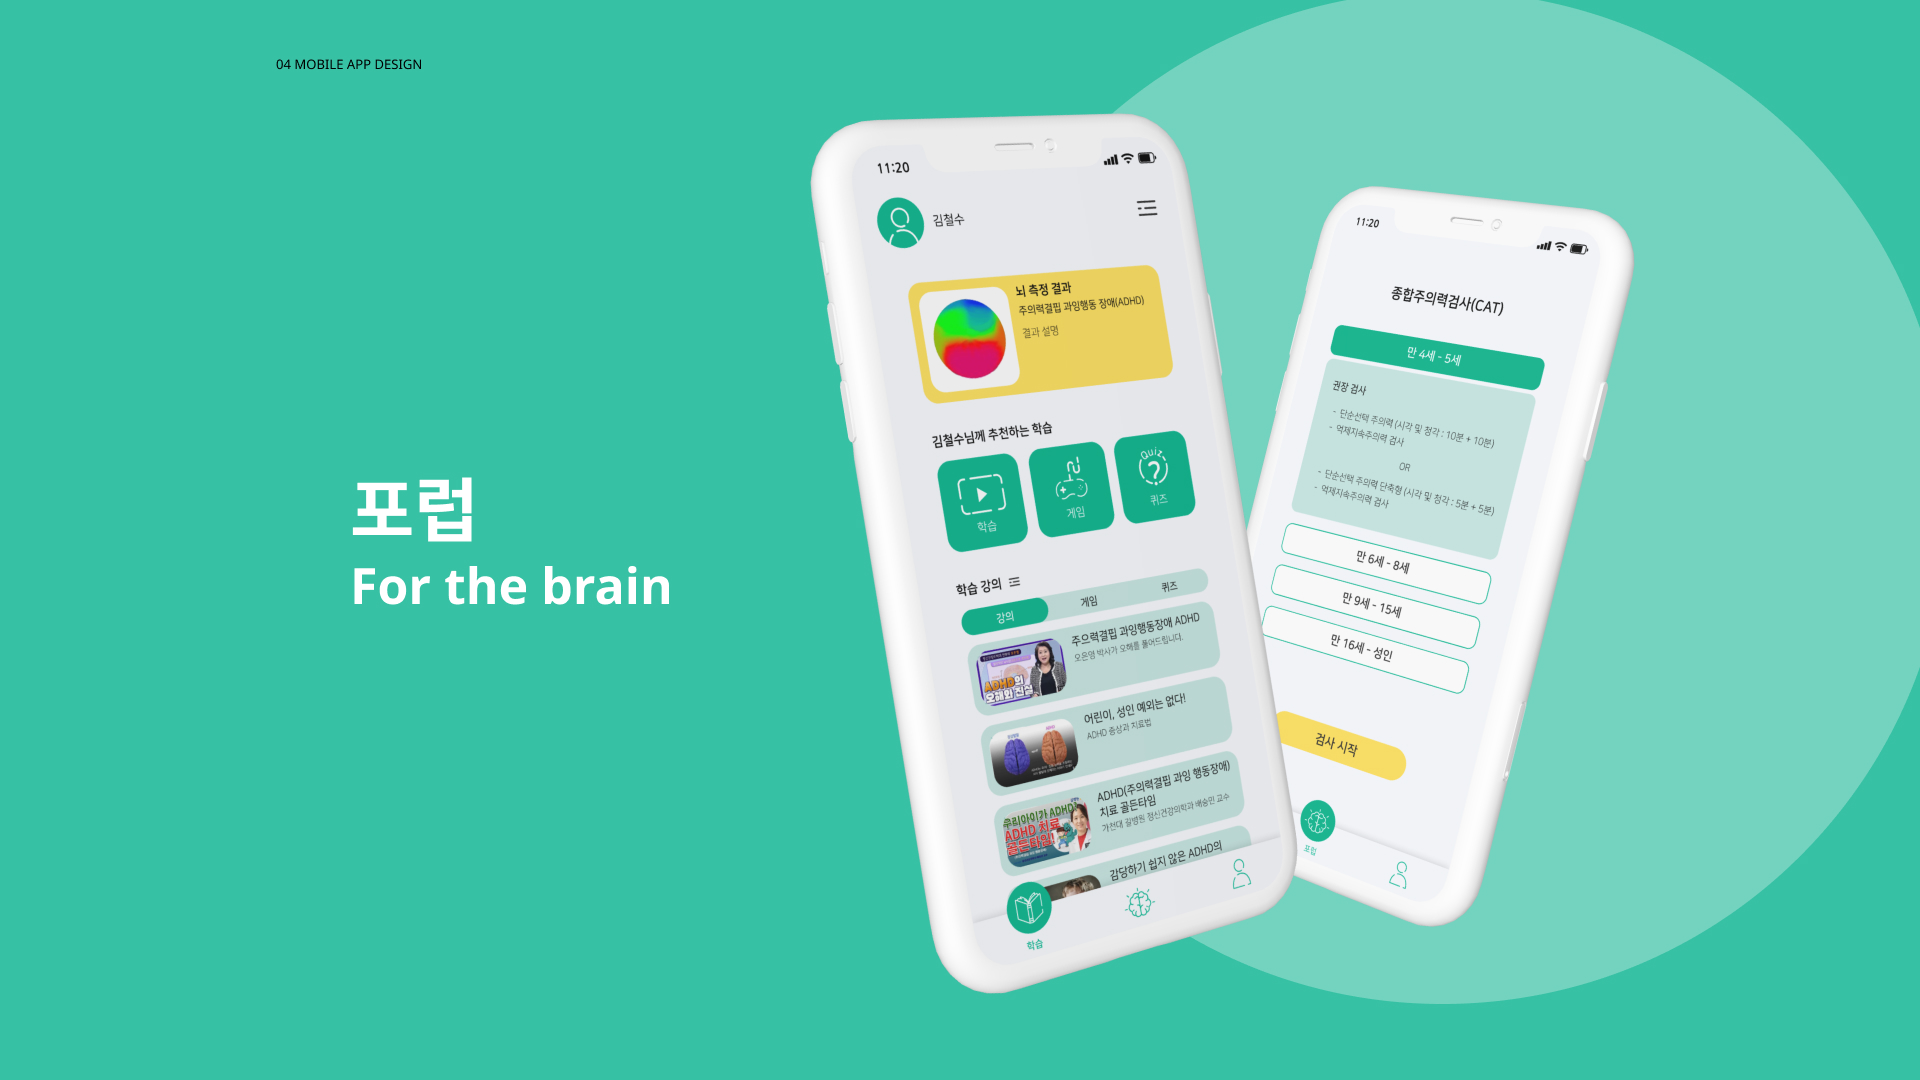 04 MOBILE APP DESIGN
포럽
For the brain
11:20
김철수
뇌 측정 결과
주의력결핍 과잉행동 장애(ADHD)
결과 설명
김철수님께 추천하는 학습
학습
게임
Quiz
?
퀴즈
학습 강의
강의
게임
퀴즈
주으력결핍 과잉행동장애 ADHD
오은영 박사가 오해를 풀어드립니다.
ADHD의
오해와 진실
어린이, 성인 예외는 없다!
ADHD 증상과 치료법
ADHD(주의력결핍 과잉 행동장애)
치료 골든타임
가천대 길병원 정신건강의학과 배승민 교수
우리아이가 ADHD?
ADHD 치료
골든타임!
감당하기 쉽지 않은 ADHD의
학습
11:20
종합주의력검사(CAT)
만 4세 - 5세
권장 검사
- 단순선택 주의력 (시각 및 청각 : 10분 + 10분)
- 억제지속주의력 검사
OR
- 단순선택 주의력 단축형 (시각 및 청각 : 5분 + 5분)
- 억제지속주의력 검사
만 6세 - 8세
만 9세 - 15세
만 16세 - 성인
검사 시작
포럽